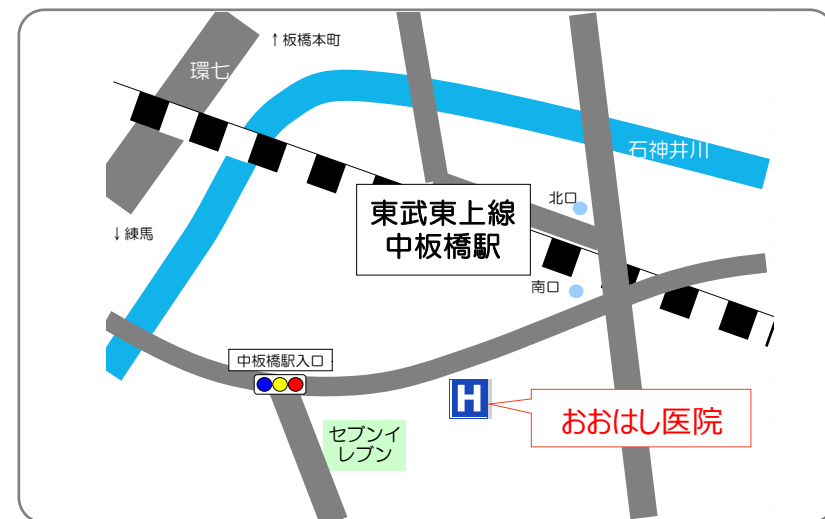 ↑板橋本町
環七
石神井川
北口
東武東上線
中板橋駅
↓練馬
南口
中板橋駅入口
H
おおはし医院
セブンイ
レブン